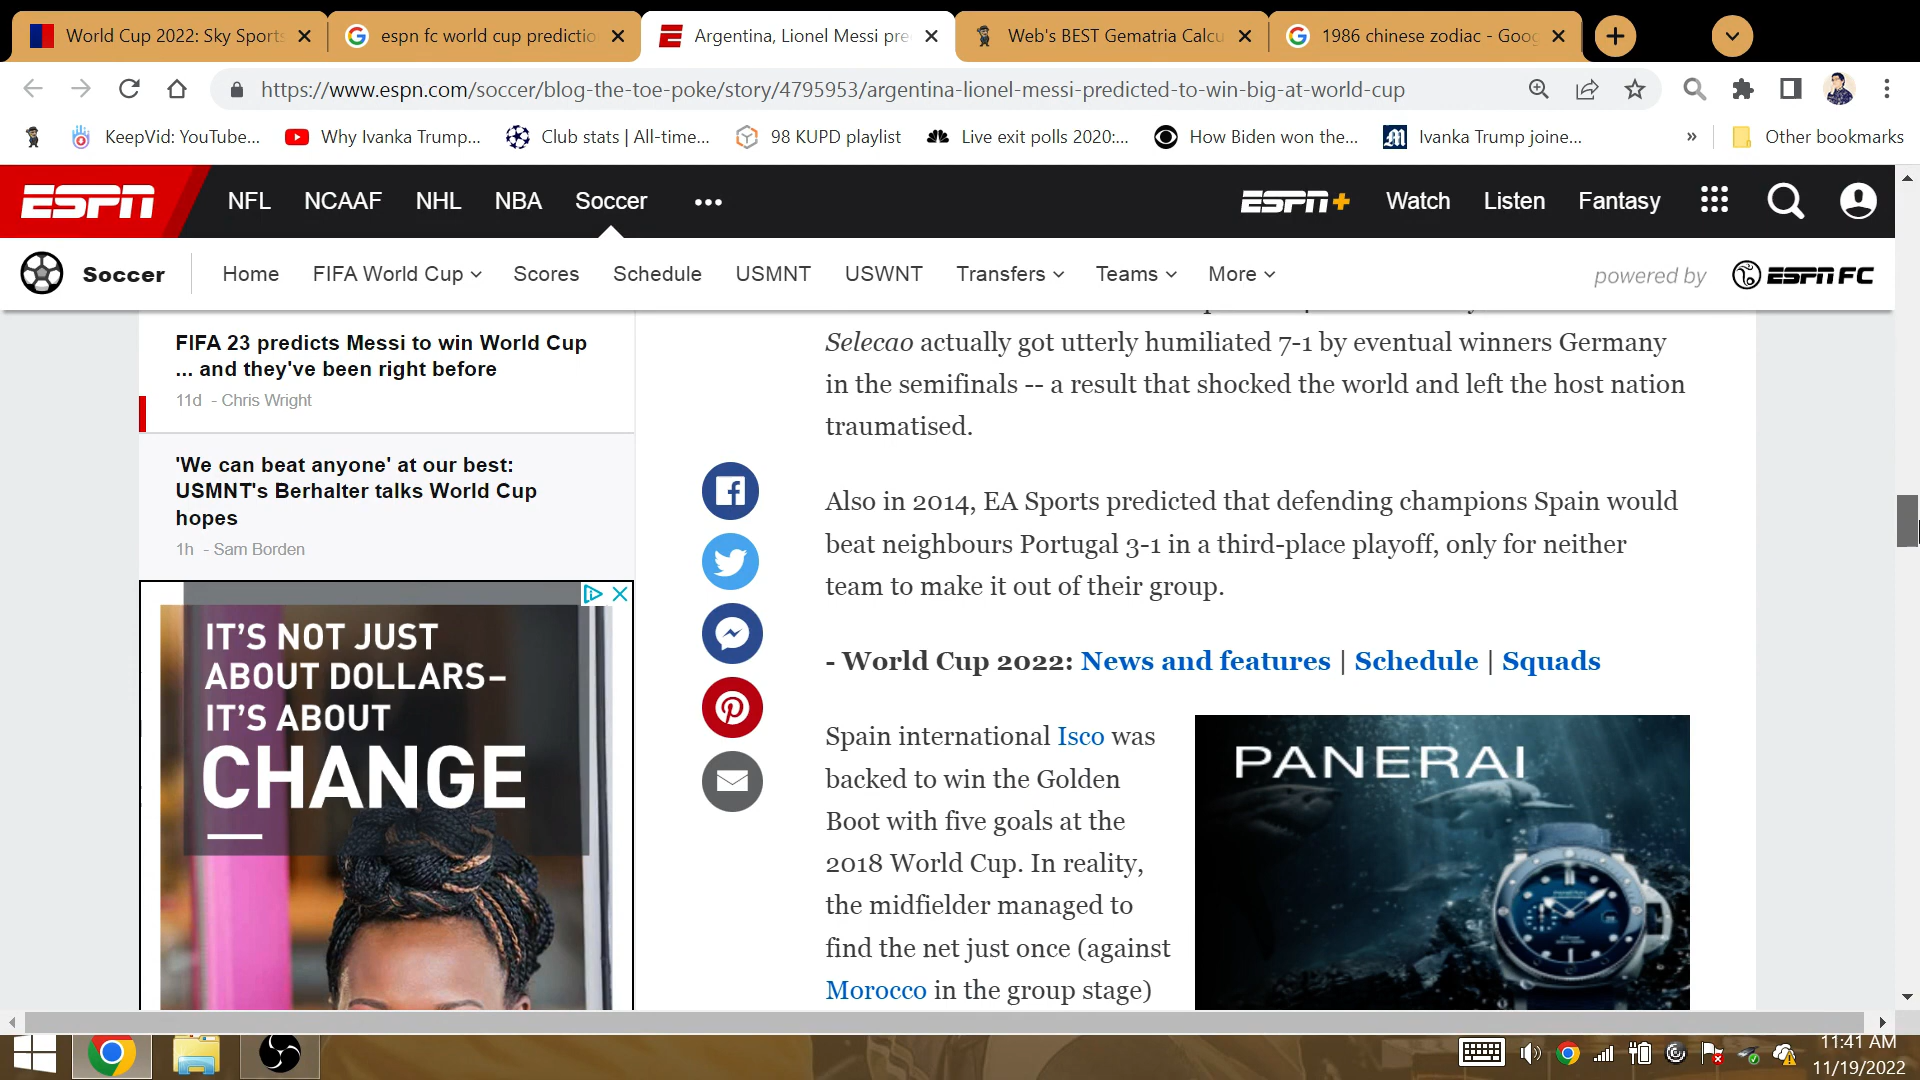 World Cup 2022: Sky Sports
espn fc world cup predictio
Argentina, Lionel Messi pre
Web's BEST Gematria Calcu
1986 chinese zodiac - Goog
https://www.espn.com/soccer/blog-the-toe-poke/story/4795953/argentina-lionel-messi-predicted-to-win-big-at-world-cup
KeepVid: YouTube...
Why Ivanka Trump...
Club stats | All-time...
98 KUPD playlist
Live exit polls 2020:...
How Biden won the...
Ivanka Trump joine...
»
Other bookmarks
ESPN
NFL
NCAAF
NHL
NBA
Soccer
ESPN+
Watch
Listen
Fantasy
Soccer
Home
FIFA World Cup
Scores
Schedule
USMNT
USWNT
Transfers
Teams
More
powered by
ESPN FC
FIFA 23 predicts Messi to win World Cup
... and they've been right before
11d - Chris Wright
'We can beat anyone' at our best:
USMNT's Berhalter talks World Cup
hopes
1h - Sam Borden
IT'S NOT JUST
ABOUT DOLLARS–
IT'S ABOUT
CHANGE
Selecao actually got utterly humiliated 7-1 by eventual winners Germany
in the semifinals -- a result that shocked the world and left the host nation
traumatised.
Also in 2014, EA Sports predicted that defending champions Spain would
beat neighbours Portugal 3-1 in a third-place playoff, only for neither
team to make it out of their group.
- World Cup 2022: News and features | Schedule | Squads
Spain international Isco was
backed to win the Golden
Boot with five goals at the
2018 World Cup. In reality,
the midfielder managed to
find the net just once (against
Morocco in the group stage)
PANERAI
11:41 AM
11/19/2022